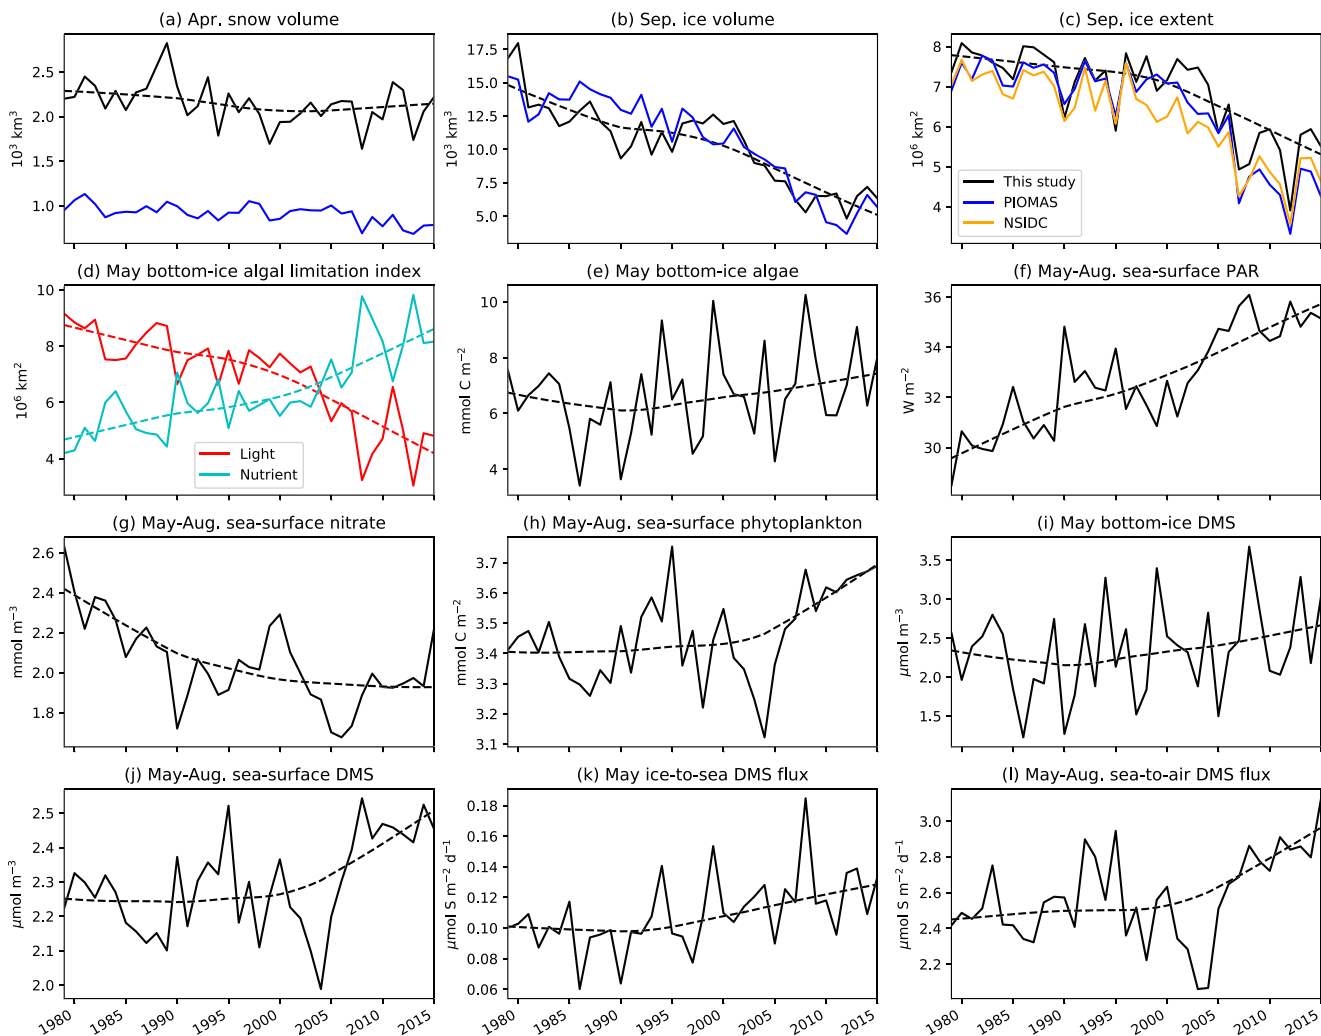 (a) Apr. snow volume
10³ km³
2.5
2.0
1.5
1.0
(b) Sep. ice volume
10³ km³
17.5
15.0
12.5
10.0
7.5
5.0
(c) Sep. ice extent
10⁶ km²
8
7
6
5
4
This study
PIOMAS
NSIDC
(d) May bottom-ice algal limitation index
10⁶ km²
10
8
6
4
Light
Nutrient
(e) May bottom-ice algae
mmol C m⁻²
10
8
6
4
(f) May-Aug. sea-surface PAR
W m⁻²
36
34
32
30
(g) May-Aug. sea-surface nitrate
mmol m⁻³
2.6
2.4
2.2
2.0
1.8
(h) May-Aug. sea-surface phytoplankton
mmol C m⁻²
3.7
3.6
3.5
3.4
3.3
3.2
3.1
(i) May bottom-ice DMS
μmol m⁻³
3.5
3.0
2.5
2.0
1.5
(j) May-Aug. sea-surface DMS
μmol m⁻³
2.5
2.4
2.3
2.2
2.1
2.0
1980 1985 1990 1995 2000 2005 2010 2015
(k) May ice-to-sea DMS flux
μmol S m⁻² d⁻¹
0.18
0.16
0.14
0.12
0.10
0.08
0.06
1980 1985 1990 1995 2000 2005 2010 2015
(l) May-Aug. sea-to-air DMS flux
μmol S m⁻² d⁻¹
3.0
2.8
2.6
2.4
2.2
1980 1985 1990 1995 2000 2005 2010 2015